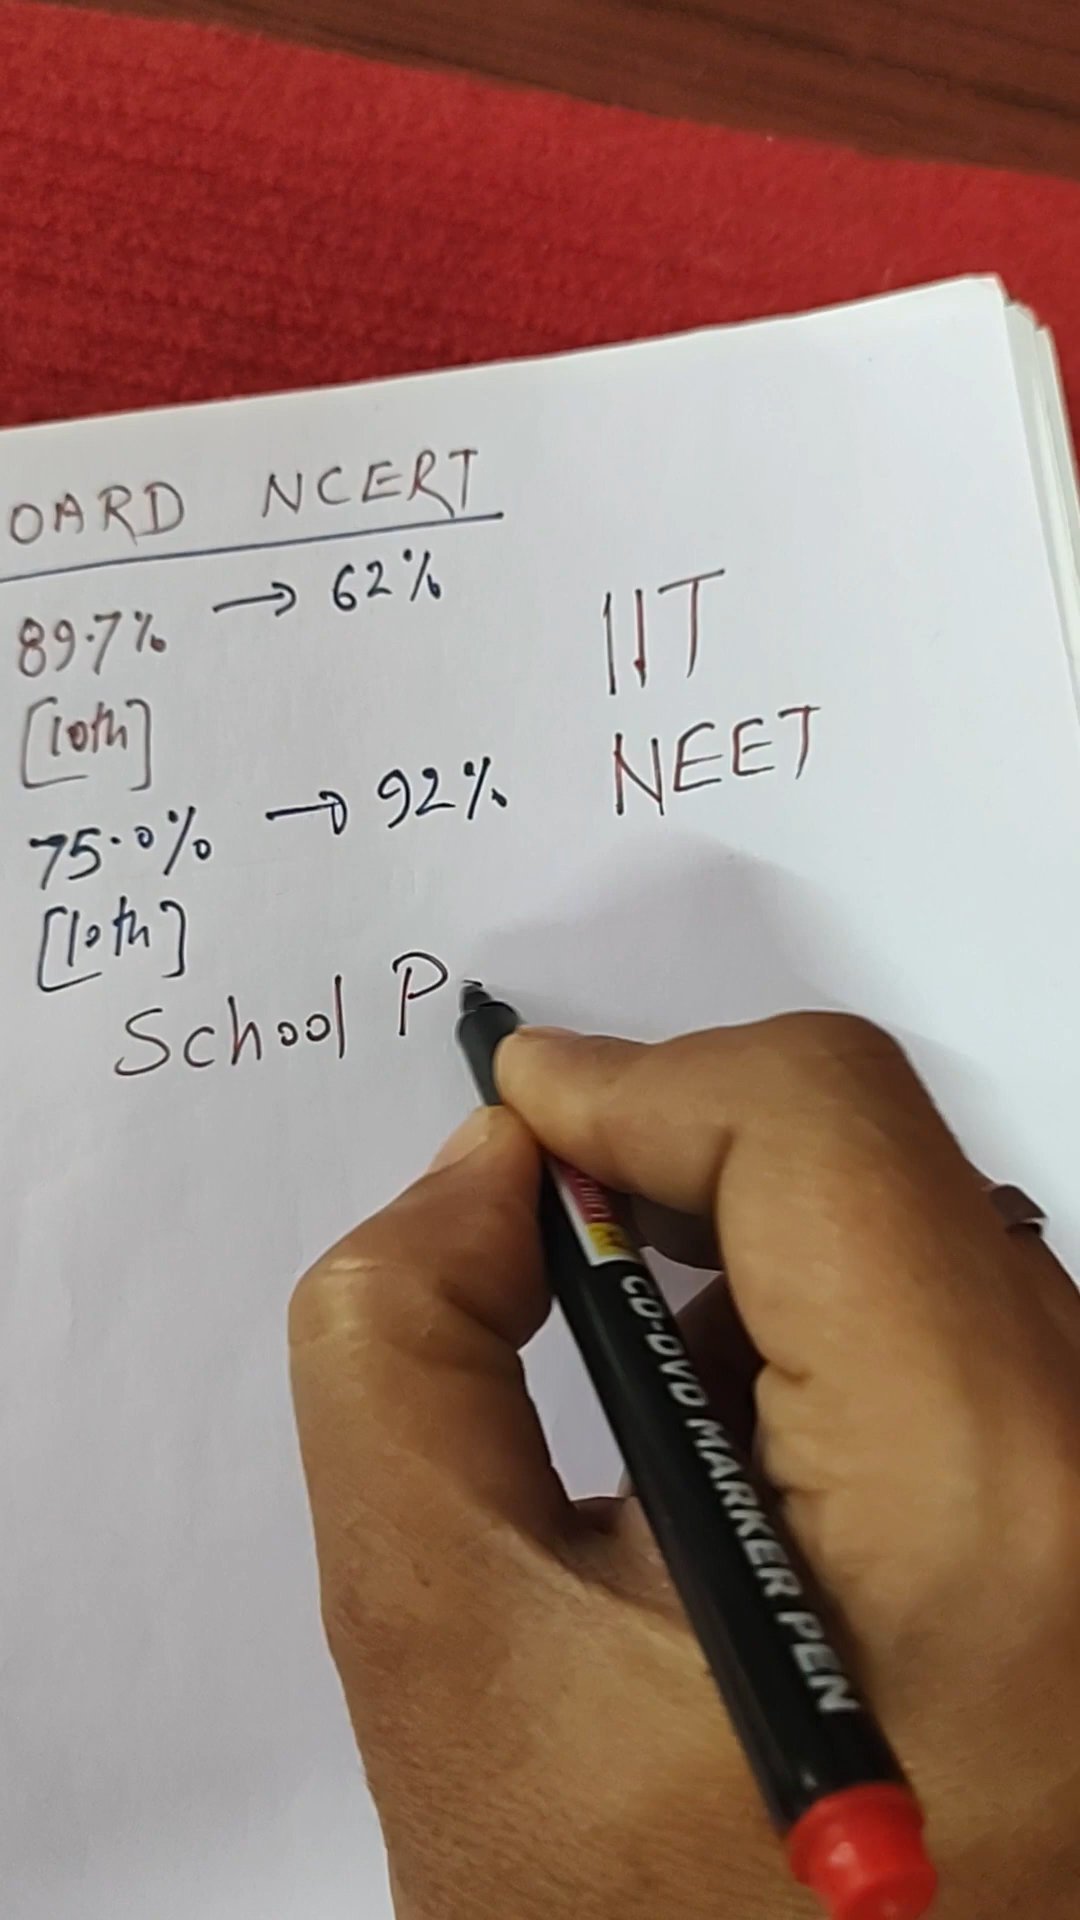 OARD NCERT
89.7% → 62%
[10th]
IIT
NEET
75.0% → 92%
[10th]
School P
CD-DVD MARKER PEN